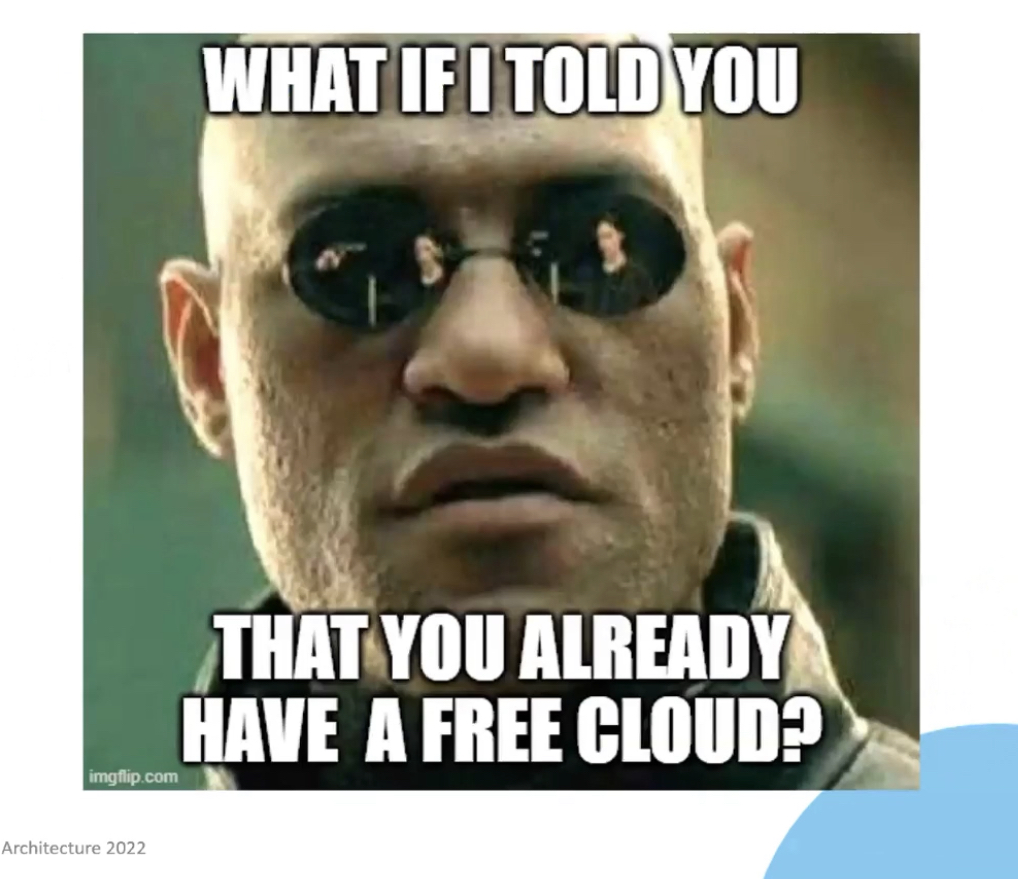 WHAT IF I TOLD YOU
THAT YOU ALREADY
HAVE A FREE CLOUD?
imgflip.com
Architecture 2022